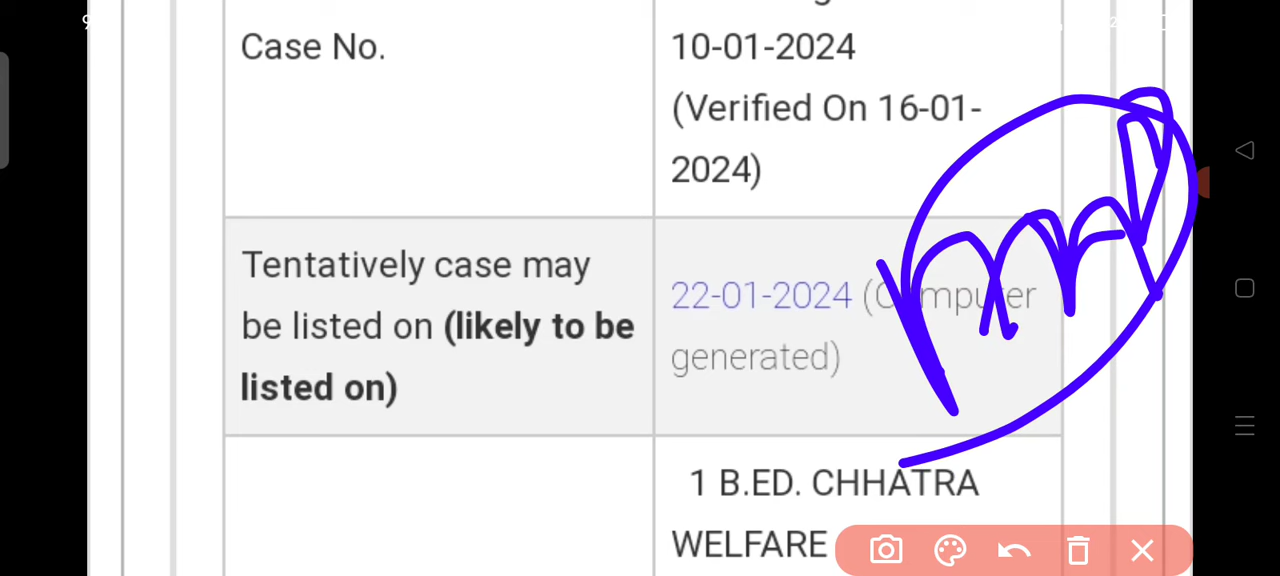 Case No.
10-01-2024
(Verified On 16-01-
2024)
Tentatively case may
be listed on (likely to be
listed on)
22-01-2024 (Computer
generated)
1 B.ED. CHHATRA
WELFARE